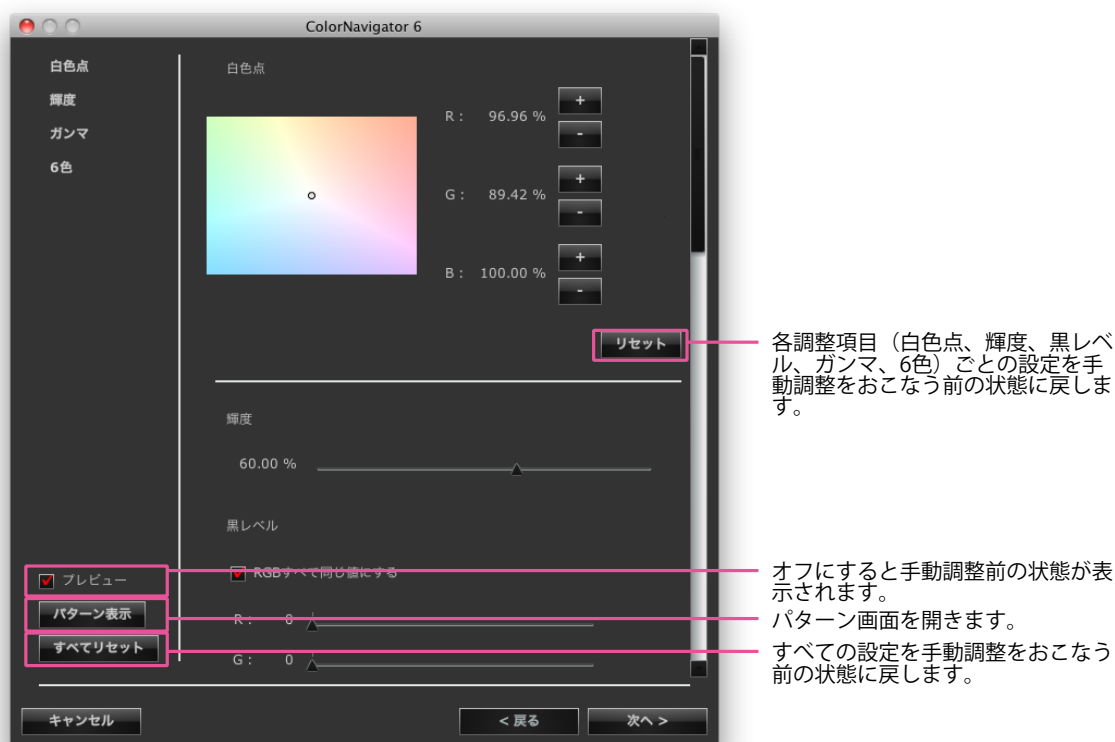 ColorNavigator 6
白色点
輝度
ガンマ
6色
白色点
R : 96.96 %
+
-
G : 89.42 %
+
-
B : 100.00 %
+
-
リセット
輝度
60.00 %
黒レベル
RGBすべて同じ値にする
R : 0
G : 0
プレビュー
パターン表示
すべてリセット
キャンセル
< 戻る
次へ >
各調整項目（白色点、輝度、黒レベ
ル、ガンマ、6色）ごとの設定を手
動調整をおこなう前の状態に戻しま
す。
オフにすると手動調整前の状態が表
示されます。
パターン画面を開きます。
すべての設定を手動調整をおこなう
前の状態に戻します。